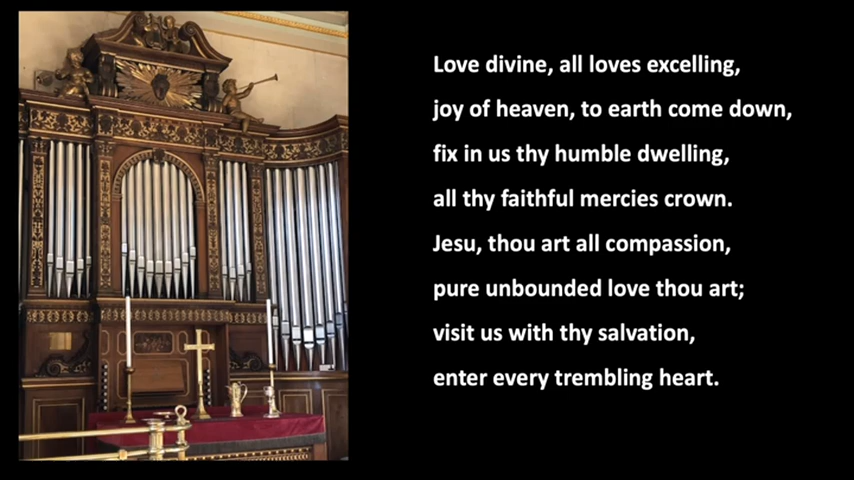 Love divine, all loves excelling,
joy of heaven, to earth come down,
fix in us thy humble dwelling,
all thy faithful mercies crown.
Jesu, thou art all compassion,
pure unbounded love thou art;
visit us with thy salvation,
enter every trembling heart.